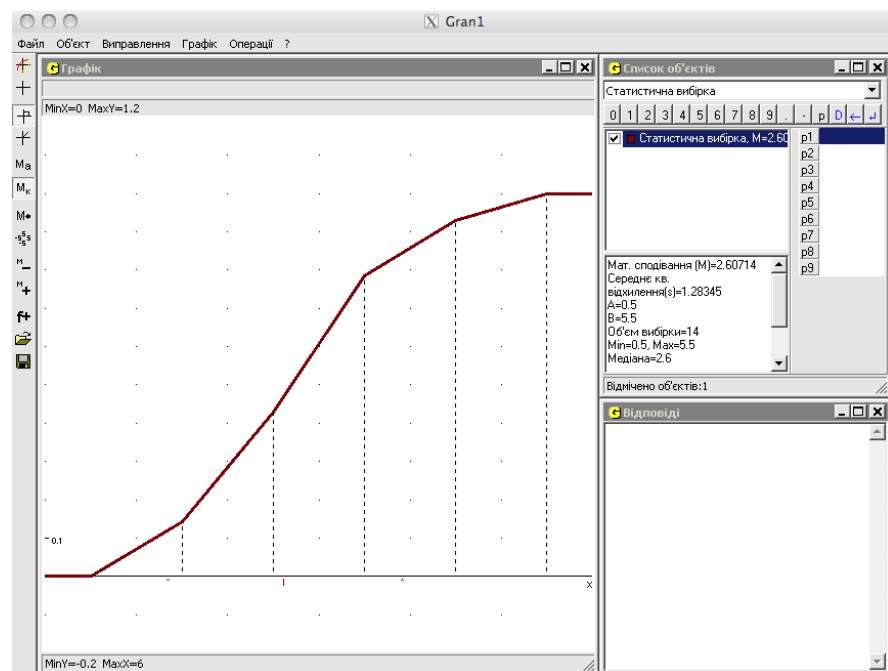 Gran1
Файл Об'єкт Виправлення Графік Операції ?
Графік
MinX=0 MaxY=1.2
0.1
x
MinY=-0.2 MaxX=6
Ma
Mк
M
-s s s
M
M
f+
Список об'єктів
Статистична вибірка
0 1 2 3 4 5 6 7 8 9 . · p D ← ↲
Статистична вибірка, M=2.60
p1
p2
p3
p4
p5
p6
p7
p8
p9
Мат. сподівання (M)=2.60714
Середнє кв.
відхилення(s)=1.28345
A=0.5
B=5.5
Об'єм вибірки=14
Min=0.5, Max=5.5
Медіана=2.6
Відмічено об'єктів:1
Відповіді